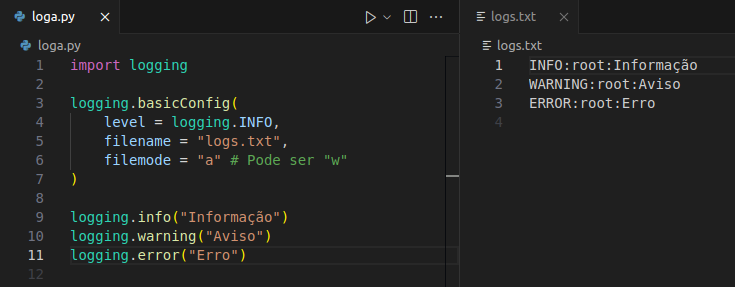 loga.py
loga.py
1 import logging
2
3 logging.basicConfig(
4     level = logging.INFO,
5     filename = "logs.txt",
6     filemode = "a" # Pode ser "w"
7 )
8
9 logging.info("Informação")
10 logging.warning("Aviso")
11 logging.error("Erro")
12
logs.txt
logs.txt
1 INFO:root:Informação
2 WARNING:root:Aviso
3 ERROR:root:Erro
4